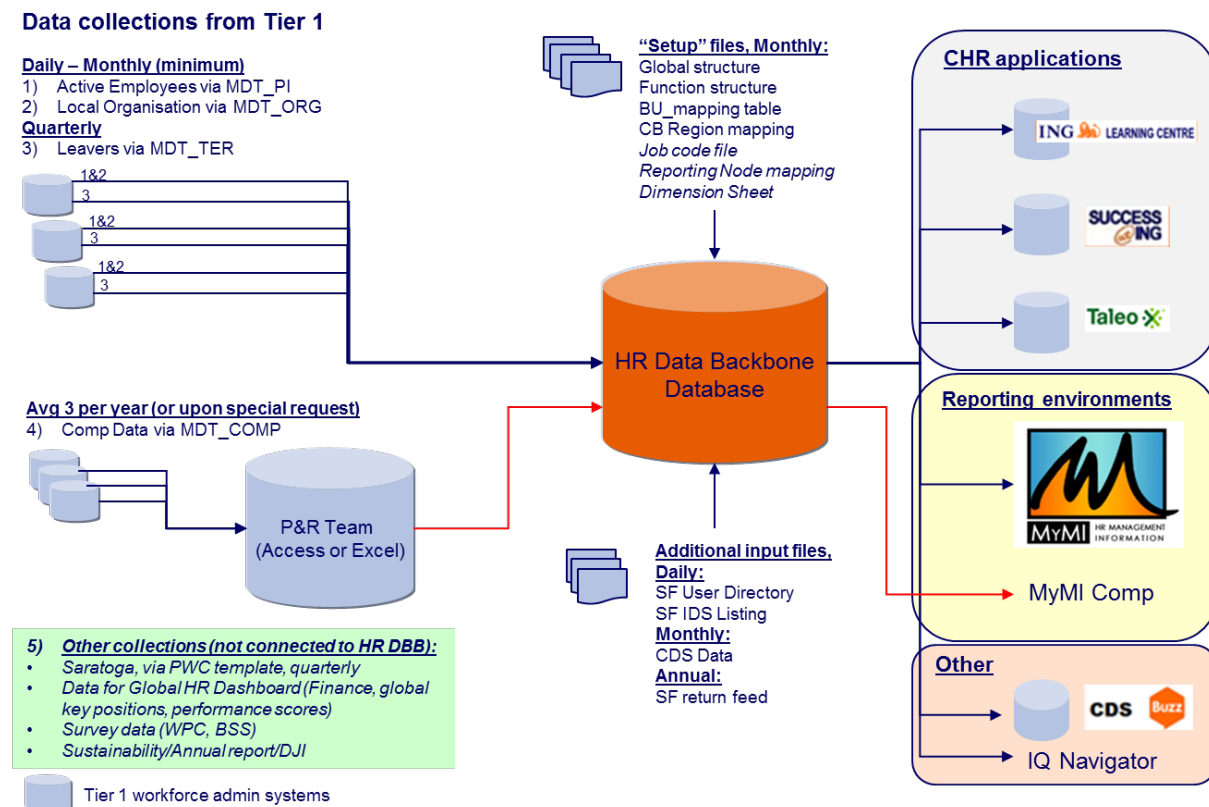 Data collections from Tier 1
Daily – Monthly (minimum)
1) Active Employees via MDT_PI
2) Local Organisation via MDT_ORG
Quarterly
3) Leavers via MDT_TER
1&2
3
1&2
3
1&2
3
Avg 3 per year (or upon special request)
4) Comp Data via MDT_COMP
P&R Team
(Access or Excel)
5) Other collections (not connected to HR DBB):
• Saratoga, via PWC template, quarterly
• Data for Global HR Dashboard (Finance, global
key positions, performance scores)
• Survey data (WPC, BSS)
• Sustainability/Annual report/DJI
Tier 1 workforce admin systems
“Setup” files, Monthly:
Global structure
Function structure
BU_mapping table
CB Region mapping
Job code file
Reporting Node mapping
Dimension Sheet
HR Data Backbone
Database
Additional input files,
Daily:
SF User Directory
SF IDS Listing
Monthly:
CDS Data
Annual:
SF return feed
CHR applications
ING LEARNING CENTRE
SUCCESS
at ING
Taleo
Reporting environments
MYMI HR MANAGEMENT
INFORMATION
MyMI Comp
Other
CDS Buzz
IQ Navigator